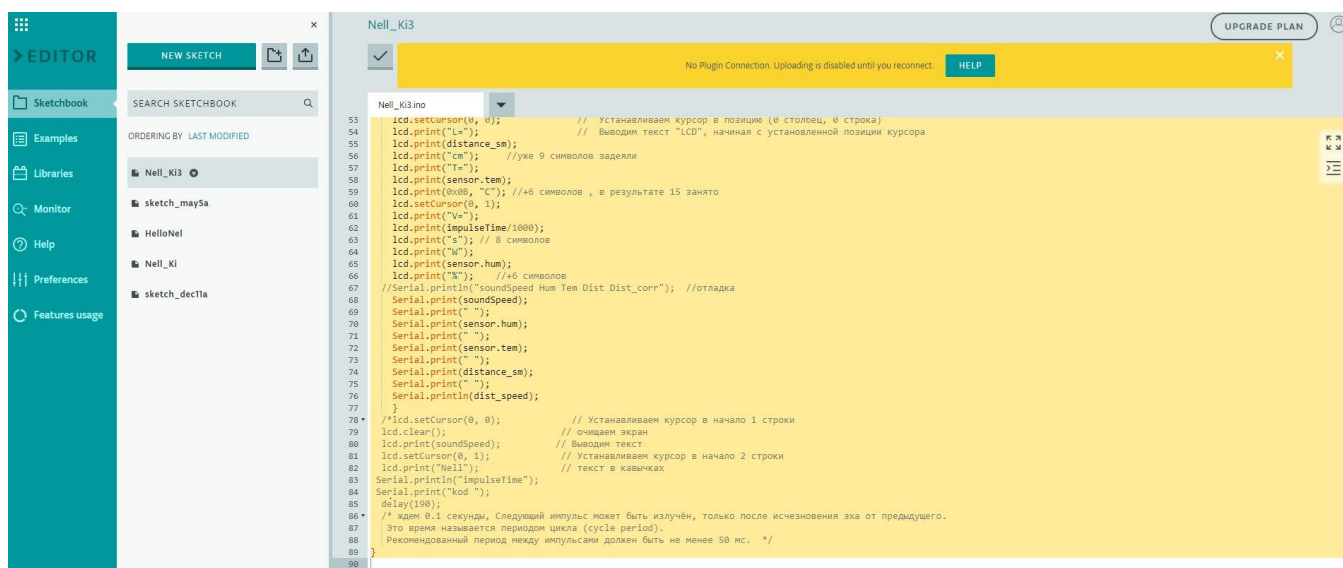 Nell_Ki3
UPGRADE PLAN
EDITOR
NEW SKETCH
No Plugin Connection. Uploading is disabled until you reconnect.
HELP
Sketchbook
Examples
Libraries
Monitor
Help
Preferences
Features usage
SEARCH SKETCHBOOK
ORDERING BY LAST MODIFIED
Nell_Ki3
sketch_may5a
HelloNel
Nell_Ki
sketch_dec11a
Nell_Ki3.ino
53 lcd.setCursor(0, 0); // Устанавливаем курсор в позицию (0 столбец, 0 строка)
54 lcd.print("L="); // Выводим текст "LCD", начиная с установленной позиции курсора
55 lcd.print(distance_sm);
56 lcd.print("cm"); //уже 9 символов задеяли
57 lcd.print("T=");
58 lcd.print(sensor.tem);
59 lcd.print(0x0B, "C"); //+6 символов , в результате 15 занято
60 lcd.setCursor(0, 1);
61 lcd.print("V=");
62 lcd.print(impulseTime/1000);
63 lcd.print("s"); // 8 символов
64 lcd.print("W");
65 lcd.print(sensor.hum);
66 lcd.print("%"); //+6 символов
67 //Serial.println("soundSpeed Hum Tem Dist Dist_corr"); //отладка
68 Serial.print(soundSpeed);
69 Serial.print(" ");
70 Serial.print(sensor.hum);
71 Serial.print(" ");
72 Serial.print(sensor.tem);
73 Serial.print(" ");
74 Serial.print(distance_sm);
75 Serial.print(" ");
76 Serial.println(dist_speed);
77 }
78 /*lcd.setCursor(0, 0); // Устанавливаем курсор в начало 1 строки
79 lcd.clear(); // очищаем экран
80 lcd.print(soundSpeed); // Выводим текст
81 lcd.setCursor(0, 1); // Устанавливаем курсор в начало 2 строки
82 lcd.print("Nell"); // текст в кавычках
83 Serial.println("impulseTime");
84 Serial.print("kod ");
85 delay(190);
86 /* ждем 0.1 секунды, Следующий импульс может быть излучён, только после исчезновения эха от предыдущего.
87 Это время называется периодом цикла (cycle period).
88 Рекомендованный период между импульсами должен быть не менее 50 мс. */
89 }
90